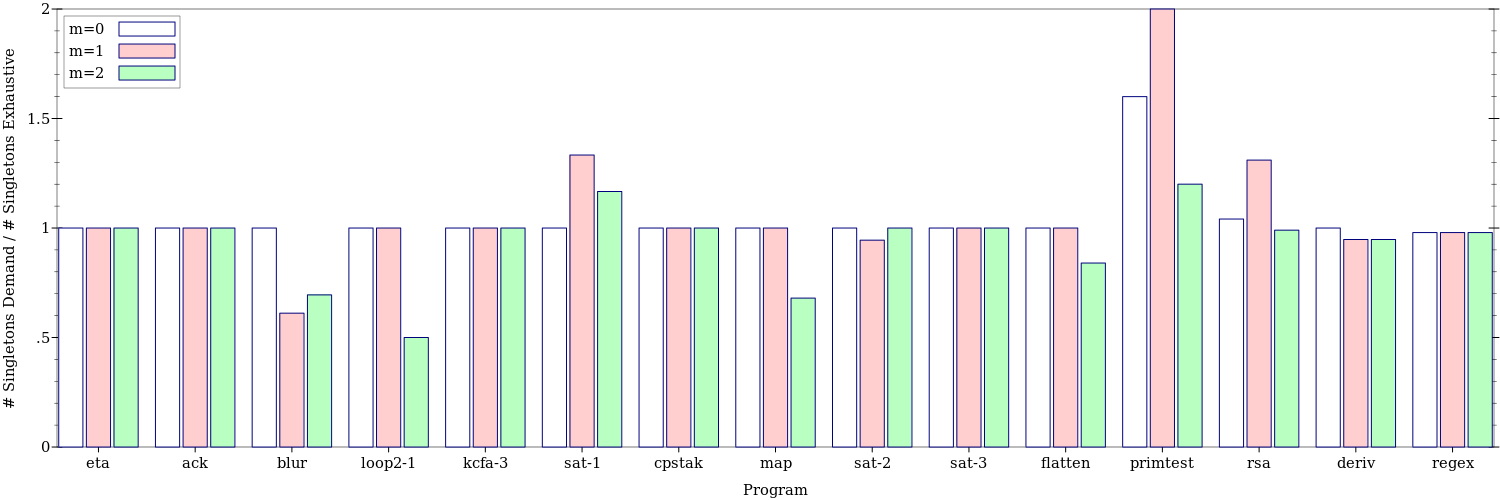 # Singletons Demand / # Singletons Exhaustive
2
1.5
1
.5
0
m=0
m=1
m=2
eta ack blur loop2-1 kcfa-3 sat-1 cpstak map sat-2 sat-3 flatten primtest rsa deriv regex
Program